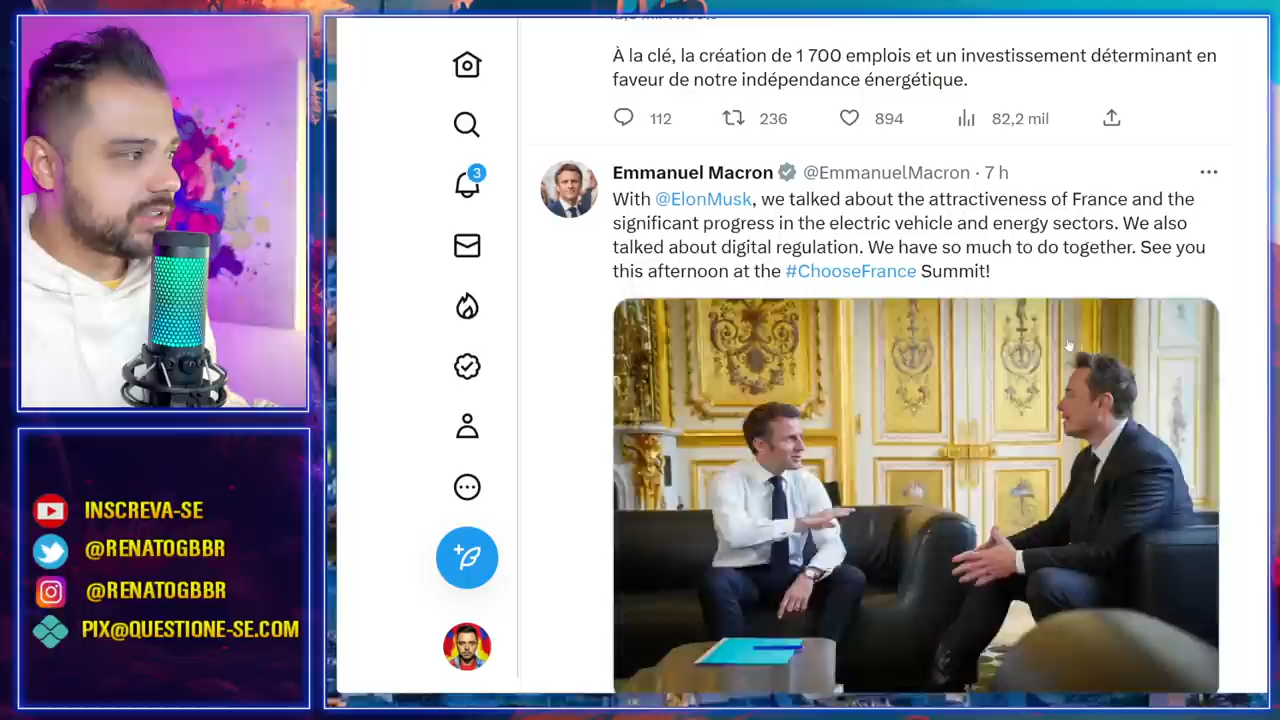 À la clé, la création de 1 700 emplois et un investissement déterminant en
faveur de notre indépendance énergétique.
112 236 894 82,2 mil
Emmanuel Macron @EmmanuelMacron · 7 h
With @ElonMusk, we talked about the attractiveness of France and the
significant progress in the electric vehicle and energy sectors. We also
talked about digital regulation. We have so much to do together. See you
this afternoon at the #ChooseFrance Summit!
3
INSCREVA-SE
@RENATOGBBR
@RENATOGBBR
PIX@QUESTIONE-SE.COM